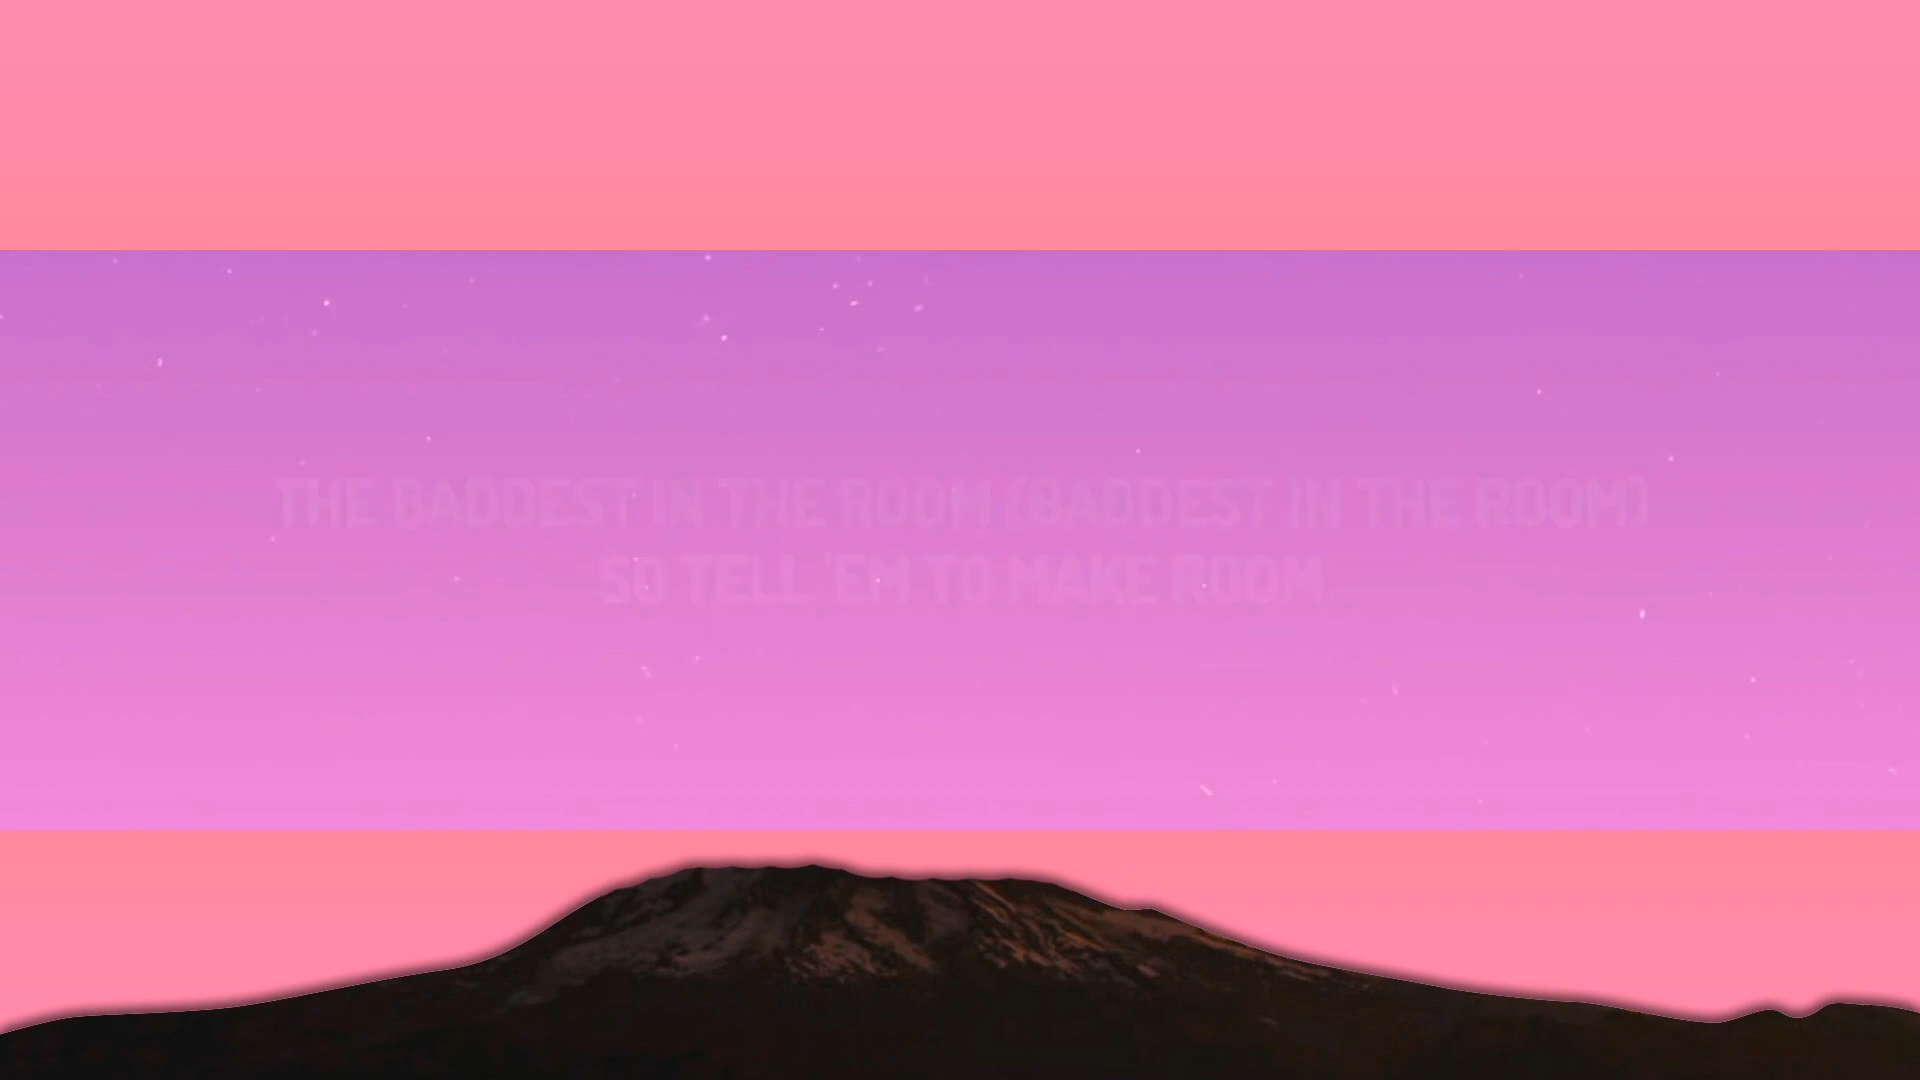 THE BADDEST IN THE ROOM (BADDEST IN THE ROOM)
SO TELL 'EM TO MAKE ROOM